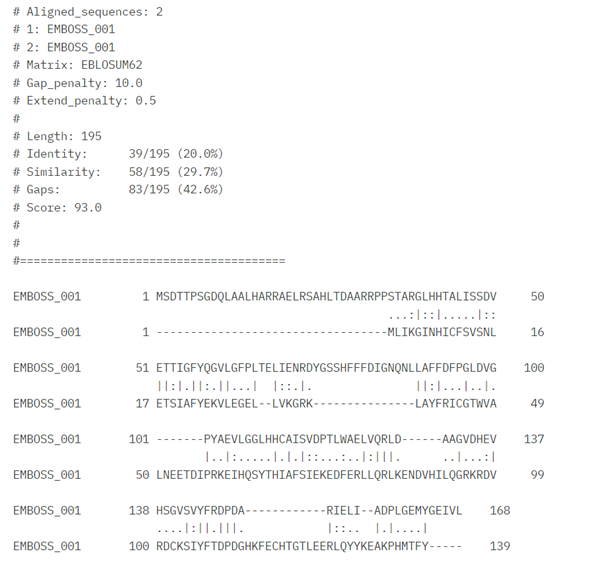 # Aligned_sequences: 2
# 1: EMBOSS_001
# 2: EMBOSS_001
# Matrix: EBLOSUM62
# Gap_penalty: 10.0
# Extend_penalty: 0.5
#
# Length: 195
# Identity:      39/195 (20.0%)
# Similarity:    58/195 (29.7%)
# Gaps:          83/195 (42.6%)
# Score: 93.0
#
#
#=======================================
EMBOSS_001         1 MSDTTPSGDQLAALHARRAELRSAHLTDAARRPPSTARGLHHTALISSDV     50
                                                       ...:|::|.....|::
EMBOSS_001         1 ----------------------------------MLIKGINHICFSVSNL     16
EMBOSS_001        51 ETTIGFYQGVLGFPLTELIENRDYGSSHFFFDIGNQNLLAFFDFPGLDVG    100
                     ||:|.||:.||...|  |::.|.               ||:|...|..|.
EMBOSS_001        17 ETSIAFYEKVLEGEL--LVKGRK---------------LAYFRICGTWVA     49
EMBOSS_001       101 -------PYAEVLGGLHHCAISVDPTLWAELVQRLD------AAGVDHEV    137
                            |..|:.....|.|.|::...:..|:|||.      ..|...:|
EMBOSS_001        50 LNEETDIPRKEIHQSYTHIAFSIEKEDFERLLQRLKENDVHILQGRKRDV     99
EMBOSS_001       138 HSGVSVYFRDPDA------------RIELI--ADPLGEMYGEIVL    168
                     ....|:||.|||.            |::..  |.|....|
EMBOSS_001       100 RDCKSIYFTDPDGHKFECHTGTLEERLQYYKEAKPHMTFY-----    139